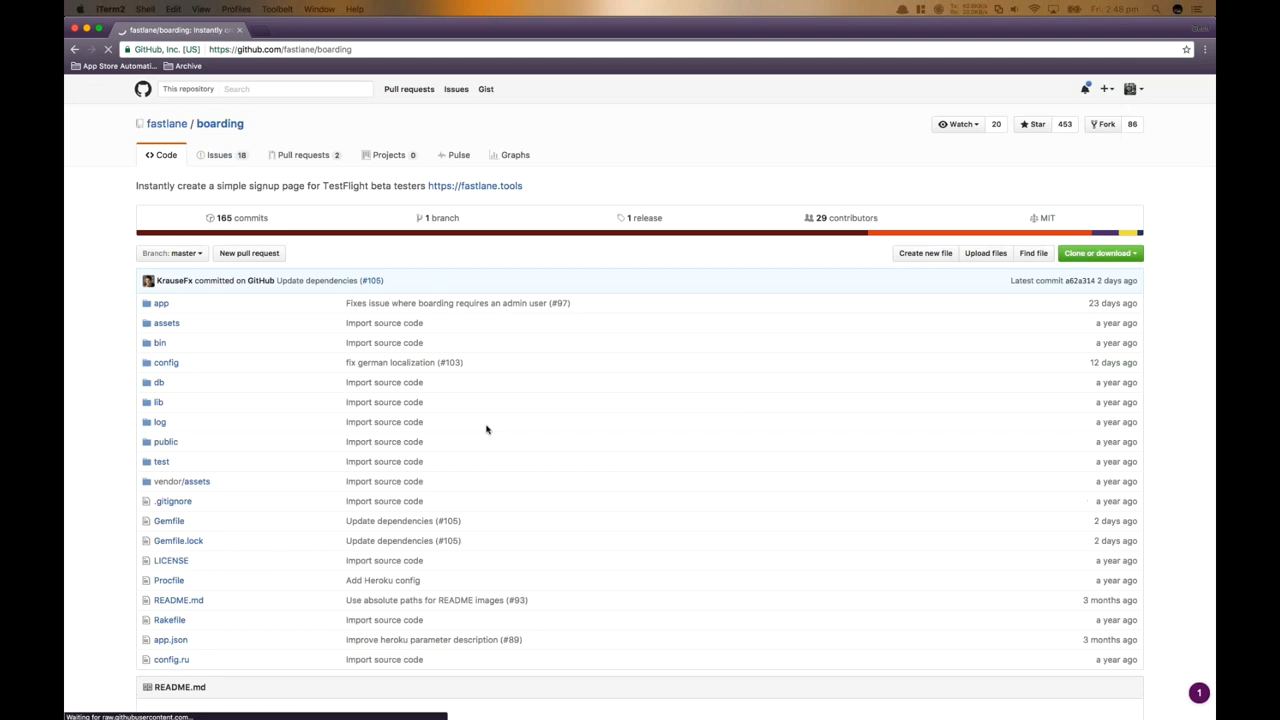 iTerm2 Shell Edit View Profiles Toolbelt Window Help Fri. 2:48 pm
fastlane/boarding: Instantly cr
GitHub, Inc. [US] https://github.com/fastlane/boarding
App Store Automati... Archive
This repository Search Pull requests Issues Gist
fastlane / boarding Watch 20 Star 453 Fork 86
Code Issues 18 Pull requests 2 Projects 0 Pulse Graphs
Instantly create a simple signup page for TestFlight beta testers https://fastlane.tools
165 commits 1 branch 1 release 29 contributors MIT
Branch: master New pull request Create new file Upload files Find file Clone or download
KrauseFx committed on GitHub Update dependencies (#105) Latest commit a62a314 2 days ago
app Fixes issue where boarding requires an admin user (#97) 23 days ago
assets Import source code a year ago
bin Import source code a year ago
config fix german localization (#103) 12 days ago
db Import source code a year ago
lib Import source code a year ago
log Import source code a year ago
public Import source code a year ago
test Import source code a year ago
vendor/assets Import source code a year ago
.gitignore Import source code a year ago
Gemfile Update dependencies (#105) 2 days ago
Gemfile.lock Update dependencies (#105) 2 days ago
LICENSE Import source code a year ago
Procfile Add Heroku config a year ago
README.md Use absolute paths for README images (#93) 3 months ago
Rakefile Import source code a year ago
app.json Improve heroku parameter description (#89) 3 months ago
config.ru Import source code a year ago
README.md
1
Waiting for raw.githubusercontent.com...